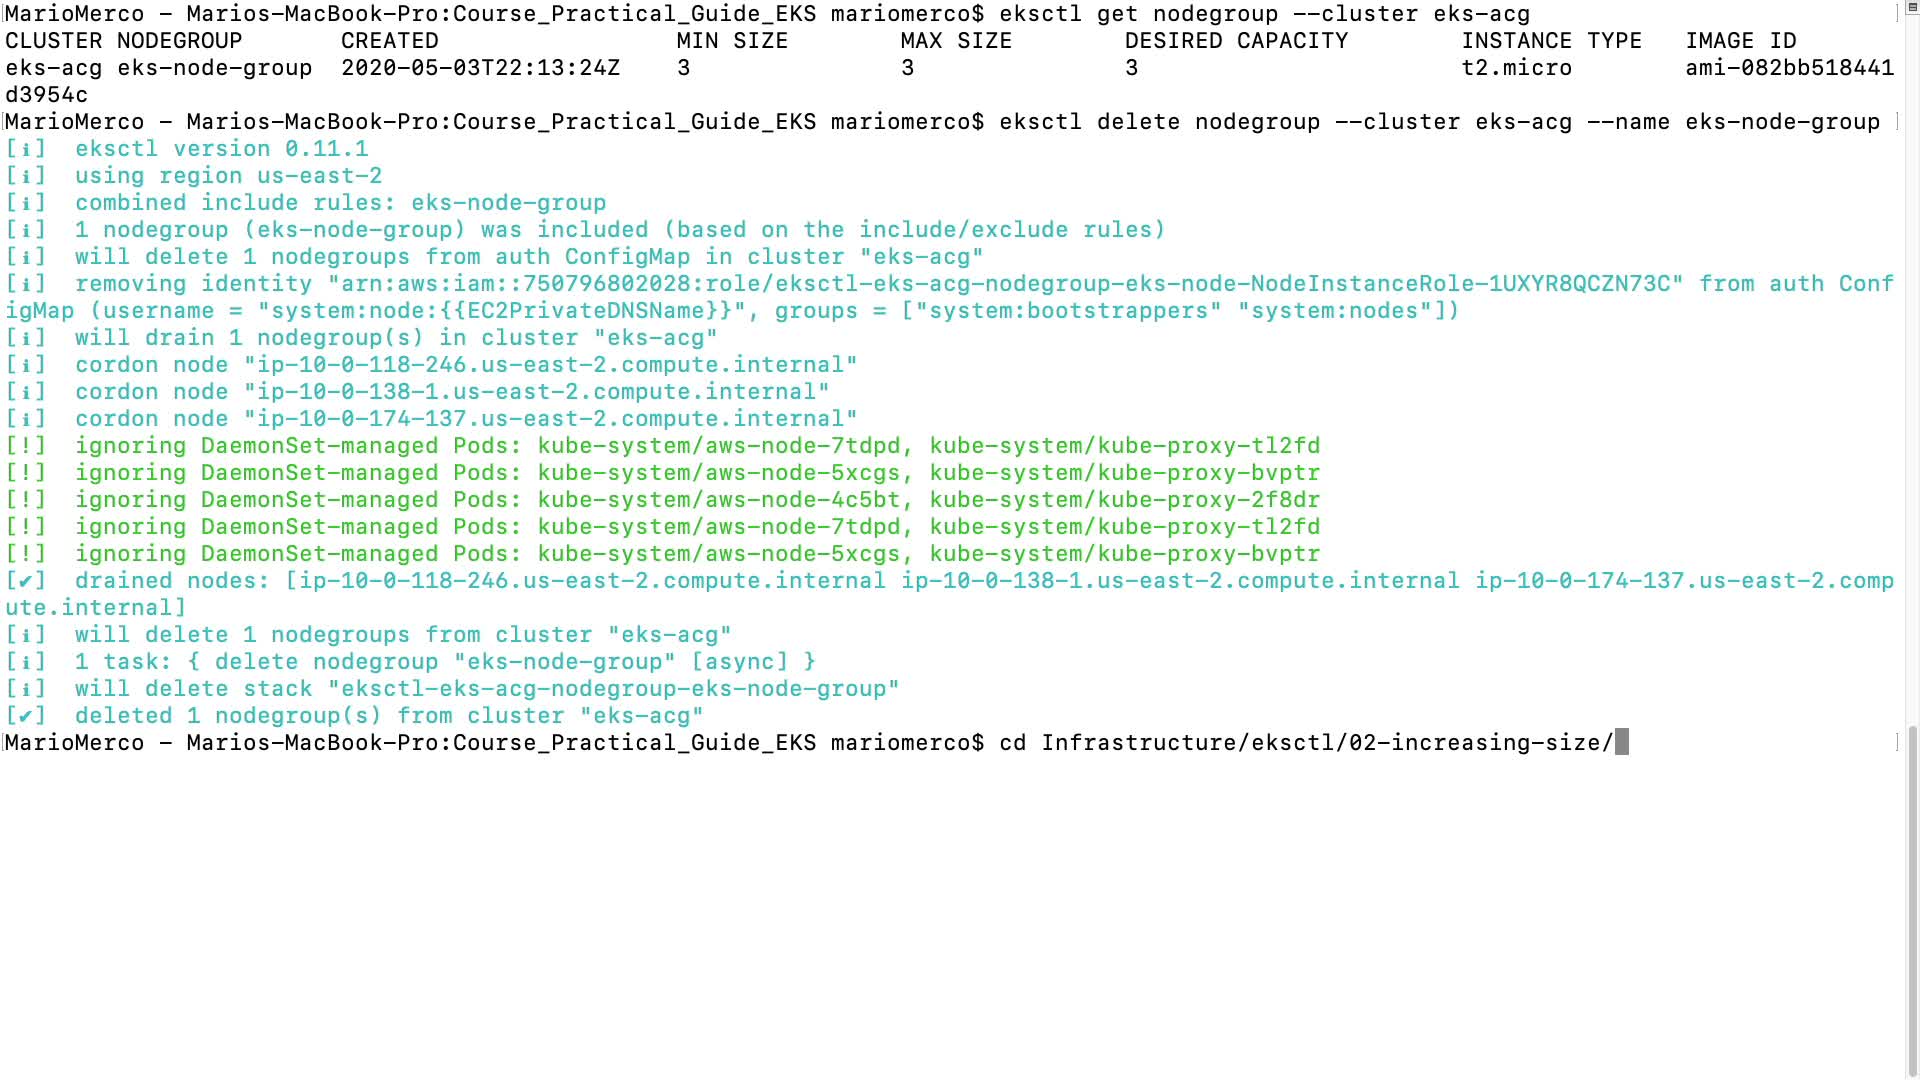 MarioMerco - Marios-MacBook-Pro:Course_Practical_Guide_EKS mariomerco$ eksctl get nodegroup --cluster eks-acg
CLUSTER NODEGROUP       CREATED                 MIN SIZE        MAX SIZE        DESIRED CAPACITY        INSTANCE TYPE   IMAGE ID
eks-acg eks-node-group  2020-05-03T22:13:24Z    3               3               3                       t2.micro        ami-082bb518441
d3954c
MarioMerco - Marios-MacBook-Pro:Course_Practical_Guide_EKS mariomerco$ eksctl delete nodegroup --cluster eks-acg --name eks-node-group
[ℹ]  eksctl version 0.11.1
[ℹ]  using region us-east-2
[ℹ]  combined include rules: eks-node-group
[ℹ]  1 nodegroup (eks-node-group) was included (based on the include/exclude rules)
[ℹ]  will delete 1 nodegroups from auth ConfigMap in cluster "eks-acg"
[ℹ]  removing identity "arn:aws:iam::750796802028:role/eksctl-eks-acg-nodegroup-eks-node-NodeInstanceRole-1UXYR8QCZN73C" from auth Conf
igMap (username = "system:node:{{EC2PrivateDNSName}}", groups = ["system:bootstrappers" "system:nodes"])
[ℹ]  will drain 1 nodegroup(s) in cluster "eks-acg"
[ℹ]  cordon node "ip-10-0-118-246.us-east-2.compute.internal"
[ℹ]  cordon node "ip-10-0-138-1.us-east-2.compute.internal"
[ℹ]  cordon node "ip-10-0-174-137.us-east-2.compute.internal"
[!]  ignoring DaemonSet-managed Pods: kube-system/aws-node-7tdpd, kube-system/kube-proxy-tl2fd
[!]  ignoring DaemonSet-managed Pods: kube-system/aws-node-5xcgs, kube-system/kube-proxy-bvptr
[!]  ignoring DaemonSet-managed Pods: kube-system/aws-node-4c5bt, kube-system/kube-proxy-2f8dr
[!]  ignoring DaemonSet-managed Pods: kube-system/aws-node-7tdpd, kube-system/kube-proxy-tl2fd
[!]  ignoring DaemonSet-managed Pods: kube-system/aws-node-5xcgs, kube-system/kube-proxy-bvptr
[✔]  drained nodes: [ip-10-0-118-246.us-east-2.compute.internal ip-10-0-138-1.us-east-2.compute.internal ip-10-0-174-137.us-east-2.comp
ute.internal]
[ℹ]  will delete 1 nodegroups from cluster "eks-acg"
[ℹ]  1 task: { delete nodegroup "eks-node-group" [async] }
[ℹ]  will delete stack "eksctl-eks-acg-nodegroup-eks-node-group"
[✔]  deleted 1 nodegroup(s) from cluster "eks-acg"
MarioMerco - Marios-MacBook-Pro:Course_Practical_Guide_EKS mariomerco$ cd Infrastructure/eksctl/02-increasing-size/